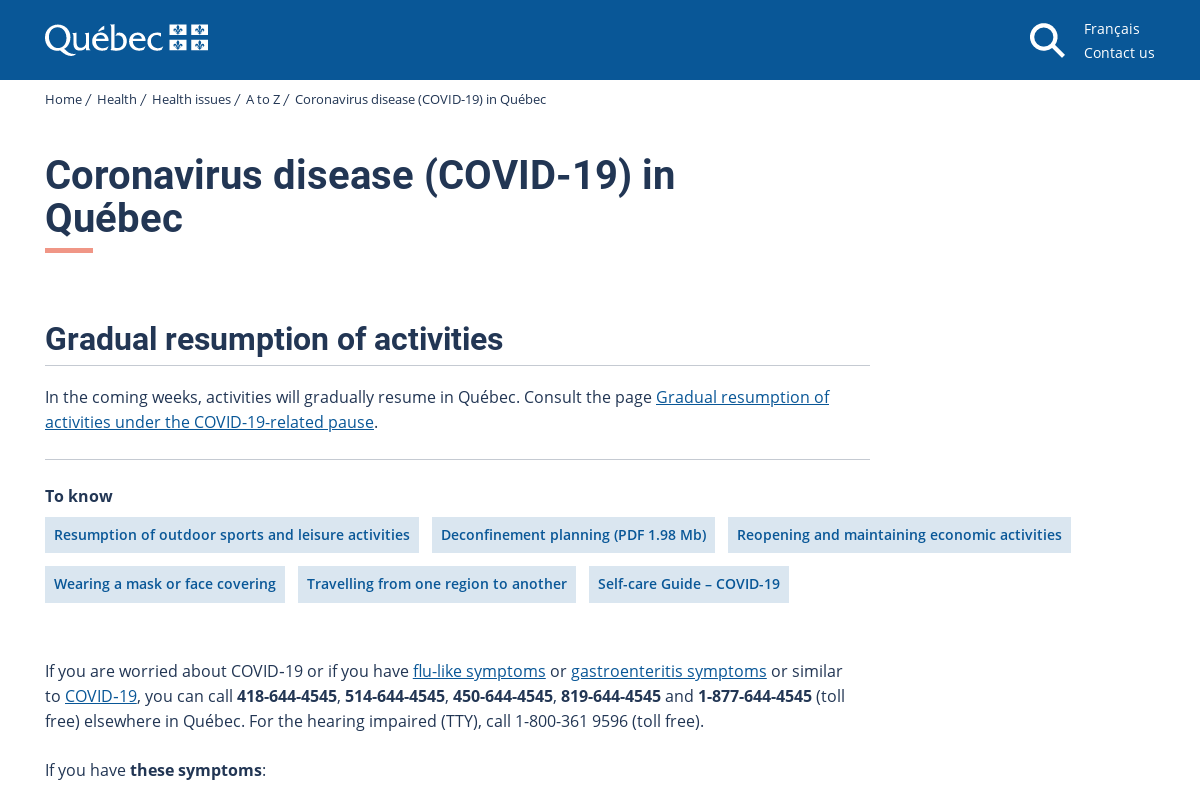 Québec
Français
Contact us
Home / Health / Health issues / A to Z / Coronavirus disease (COVID-19) in Québec
Coronavirus disease (COVID-19) in
Québec
Gradual resumption of activities
In the coming weeks, activities will gradually resume in Québec. Consult the page Gradual resumption of
activities under the COVID-19-related pause.
To know
Resumption of outdoor sports and leisure activities
Deconfinement planning (PDF 1.98 Mb)
Reopening and maintaining economic activities
Wearing a mask or face covering
Travelling from one region to another
Self-care Guide – COVID-19
If you are worried about COVID-19 or if you have flu-like symptoms or gastroenteritis symptoms or similar
to COVID-19, you can call 418-644-4545, 514-644-4545, 450-644-4545, 819-644-4545 and 1-877-644-4545 (toll
free) elsewhere in Québec. For the hearing impaired (TTY), call 1-800-361 9596 (toll free).
If you have these symptoms: